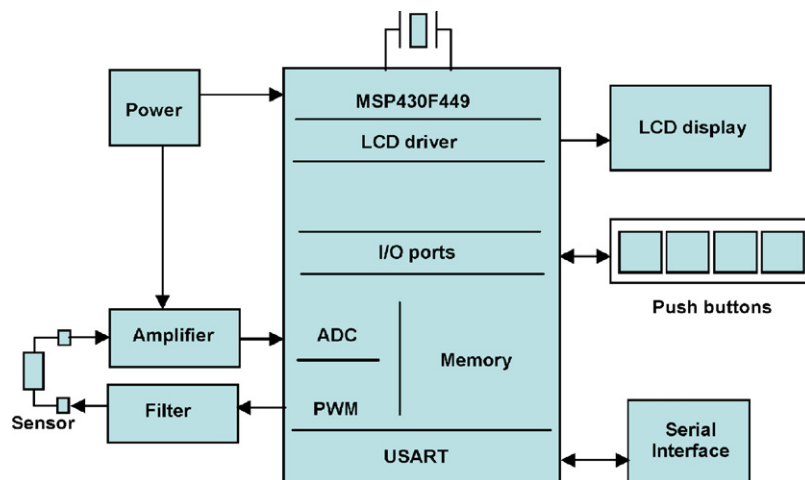 MSP430F449
Power
LCD driver
LCD display
I/O ports
Push buttons
Amplifier
ADC
Memory
Filter
PWM
Sensor
USART
Serial
Interface